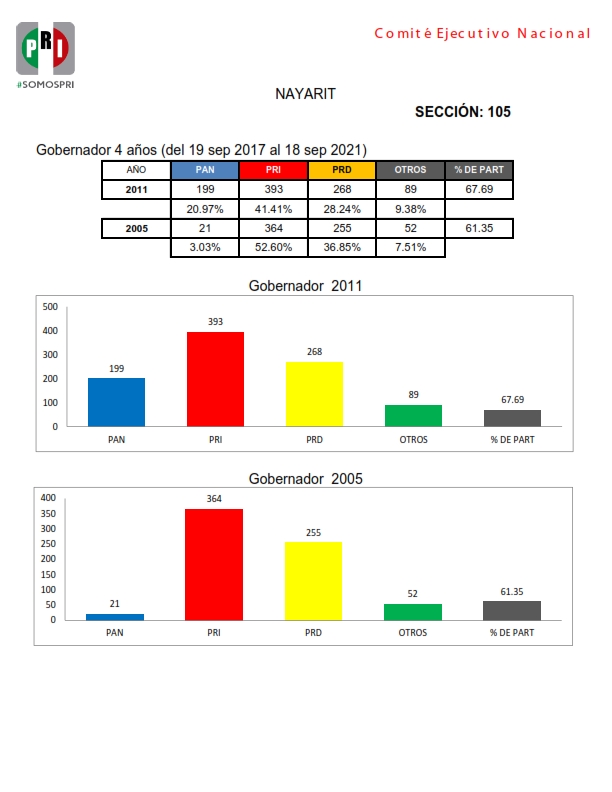 Comité Ejecutivo Nacional
PRI
#SOMOSPRI
NAYARIT
SECCIÓN: 105
Gobernador 4 años (del 19 sep 2017 al 18 sep 2021)
AÑO PAN PRI PRD OTROS % DE PART
2011 199 393 268 89 67.69
20.97% 41.41% 28.24% 9.38%
2005 21 364 255 52 61.35
3.03% 52.60% 36.85% 7.51%
Gobernador 2011
500
400
300
200
100
0
199
393
268
89
67.69
PAN PRI PRD OTROS % DE PART
Gobernador 2005
400
350
300
250
200
150
100
50
0
21
364
255
52
61.35
PAN PRI PRD OTROS % DE PART